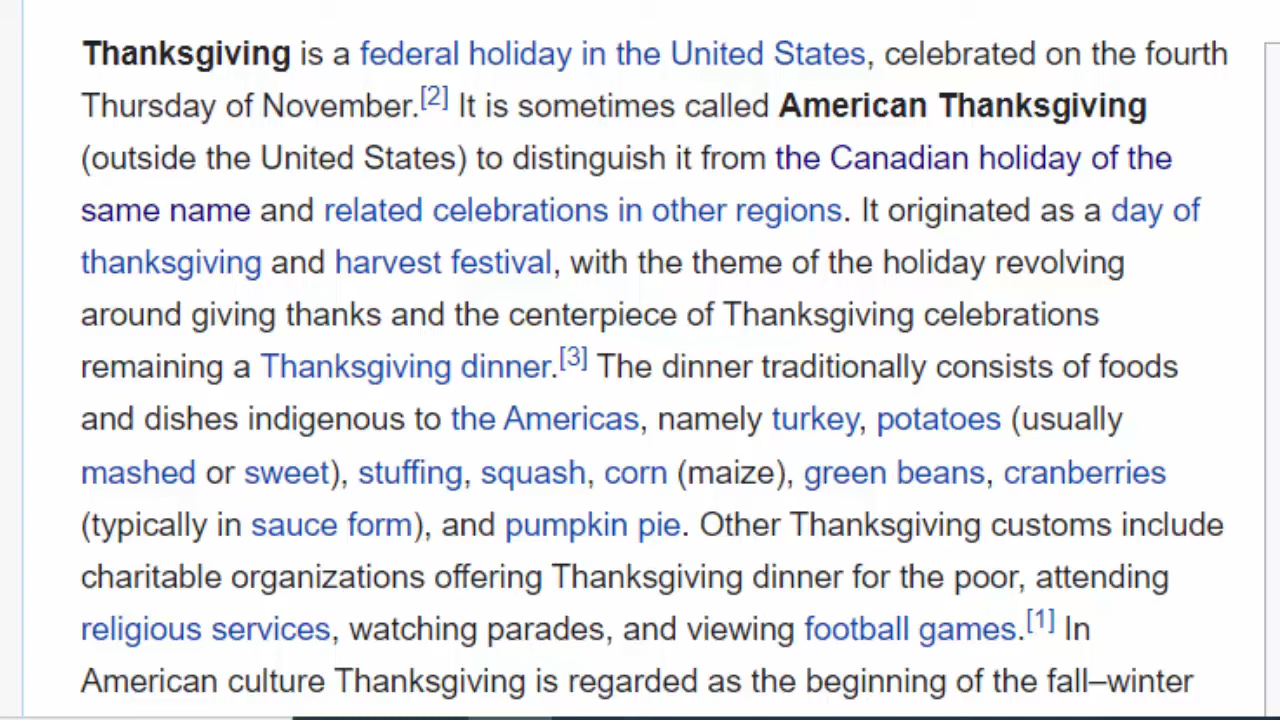 Thanksgiving is a federal holiday in the United States, celebrated on the fourth
Thursday of November.[2] It is sometimes called American Thanksgiving
(outside the United States) to distinguish it from the Canadian holiday of the
same name and related celebrations in other regions. It originated as a day of
thanksgiving and harvest festival, with the theme of the holiday revolving
around giving thanks and the centerpiece of Thanksgiving celebrations
remaining a Thanksgiving dinner.[3] The dinner traditionally consists of foods
and dishes indigenous to the Americas, namely turkey, potatoes (usually
mashed or sweet), stuffing, squash, corn (maize), green beans, cranberries
(typically in sauce form), and pumpkin pie. Other Thanksgiving customs include
charitable organizations offering Thanksgiving dinner for the poor, attending
religious services, watching parades, and viewing football games.[1] In
American culture Thanksgiving is regarded as the beginning of the fall–winter